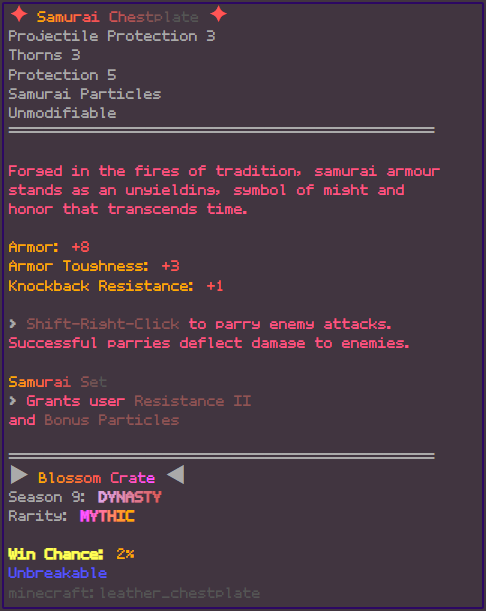 ✦ Samurai Chestplate ✦
Projectile Protection 3
Thorns 3
Protection 5
Samurai Particles
Unmodifiable
Forged in the fires of tradition, samurai armour
stands as an unyielding, symbol of might and
honor that transcends time.
Armor: +8
Armor Toughness: +3
Knockback Resistance: +1
> Shift-Right-Click to parry enemy attacks.
Successful parries deflect damage to enemies.
Samurai Set
> Grants user Resistance II
and Bonus Particles
▶ Blossom Crate ◀
Season 9: DYNASTY
Rarity: MYTHIC
Win Chance: 2%
Unbreakable
minecraft:leather_chestplate